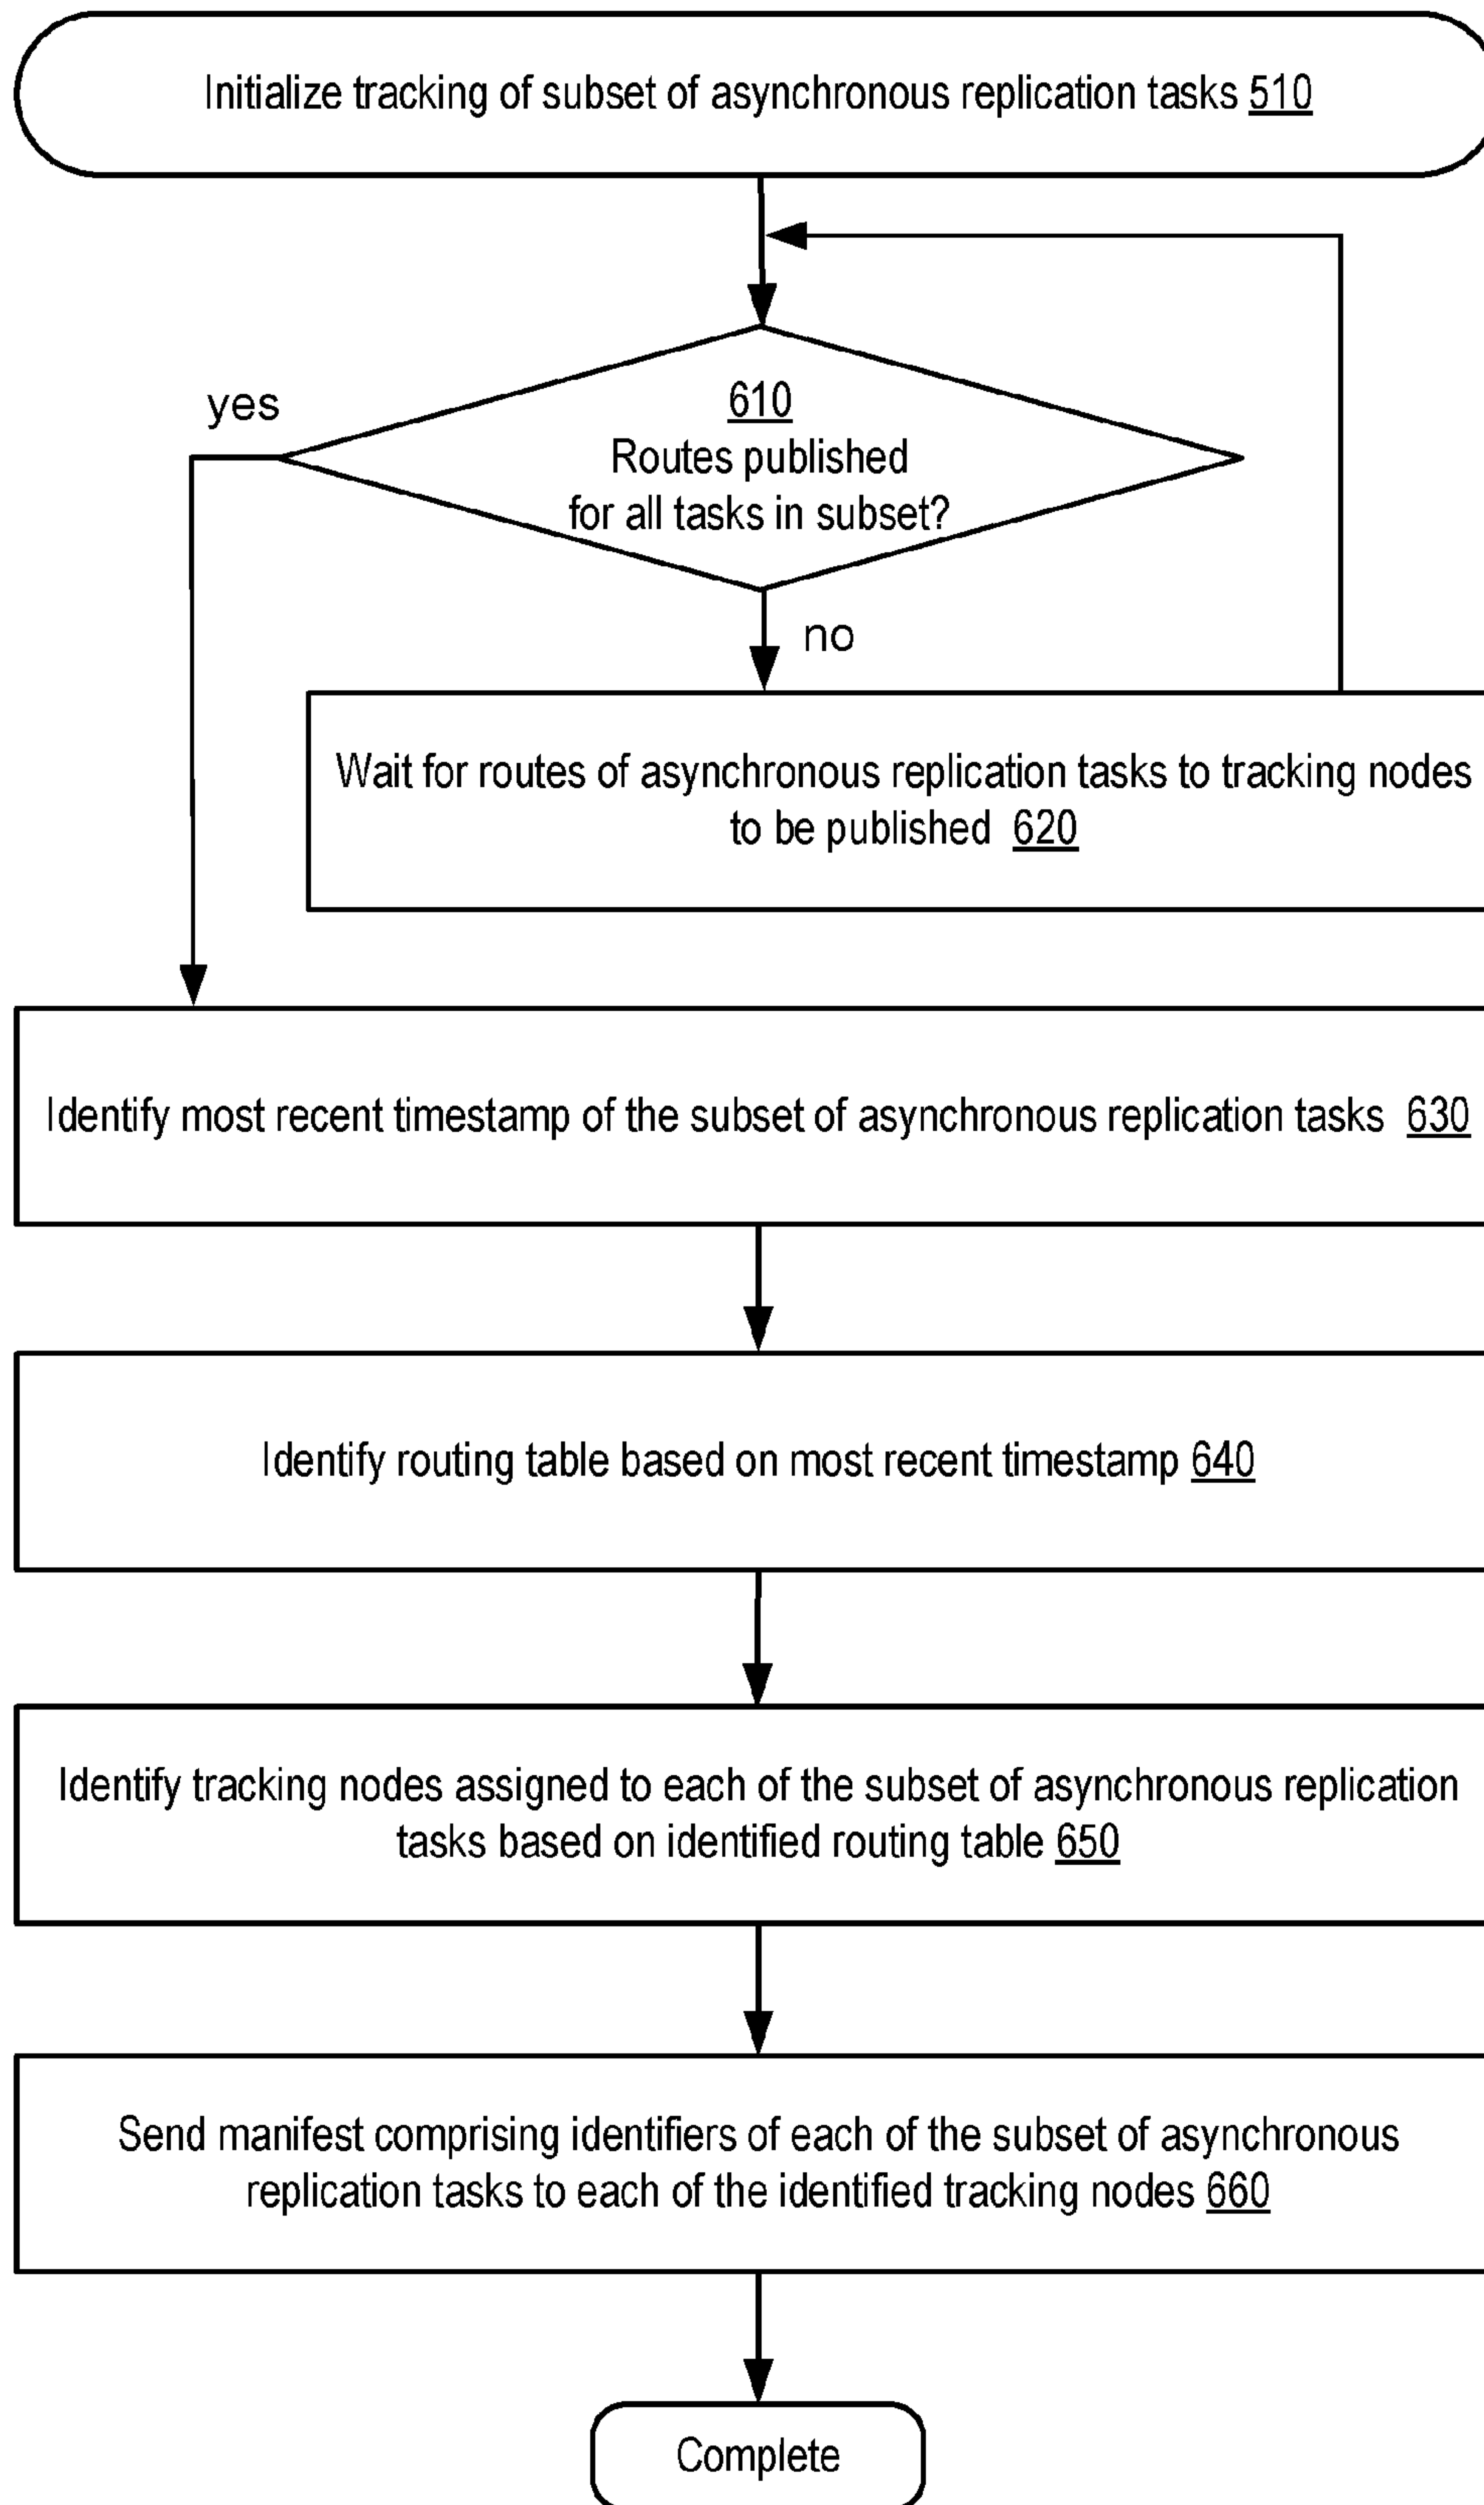 Initialize tracking of subset of asynchronous replication tasks 510
yes
610
Routes published
for all tasks in subset?
no
Wait for routes of asynchronous replication tasks to tracking nodes
to be published 620
Identify most recent timestamp of the subset of asynchronous replication tasks 630
Identify routing table based on most recent timestamp 640
Identify tracking nodes assigned to each of the subset of asynchronous replication
tasks based on identified routing table 650
Send manifest comprising identifiers of each of the subset of asynchronous
replication tasks to each of the identified tracking nodes 660
Complete